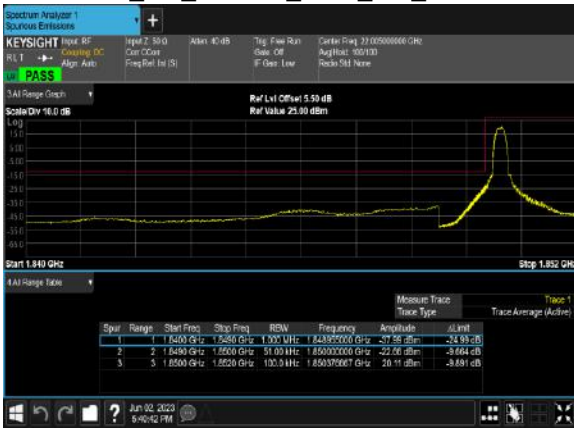 Spectrum Analyzer 1
Spurious Emissions
+
KEYSIGHT Input: RF Input Z: 50 Ω Atten: 40 dB Trig: Free Run Center Freq: 22.005000000 GHz
RLT Coupling: DC Corr CCorr Gate: Off Avg|Hold: 100/100
Align: Auto Freq Ref: Int (S) IF Gain: Low Radio Std: None
PASS
3.All Range Graph
Ref Lvl Offset 5.50 dB
Scale/Div 10.0 dB Ref Value 25.00 dBm
Log
15.0
5.00
-5.00
-15.0
-25.0
-35.0
-45.0
-55.0
-65.0
Start 1.840 GHz Stop 1.852 GHz
4.All Range Table
Measure Trace Trace 1
Trace Type Trace Average (Active)
Spur Range Start Freq Stop Freq RBW Frequency Amplitude ΔLimit
1 1 1.8400 GHz 1.8490 GHz 1.000 MHz 1.848955000 GHz -37.99 dBm -24.99 dB
2 2 1.8490 GHz 1.8500 GHz 51.00 kHz 1.850000000 GHz -22.66 dBm -9.664 dB
3 3 1.8500 GHz 1.8520 GHz 100.0 kHz 20.11 dBm -9.891 dB
? Jun 02, 2023
5:40:42 PM